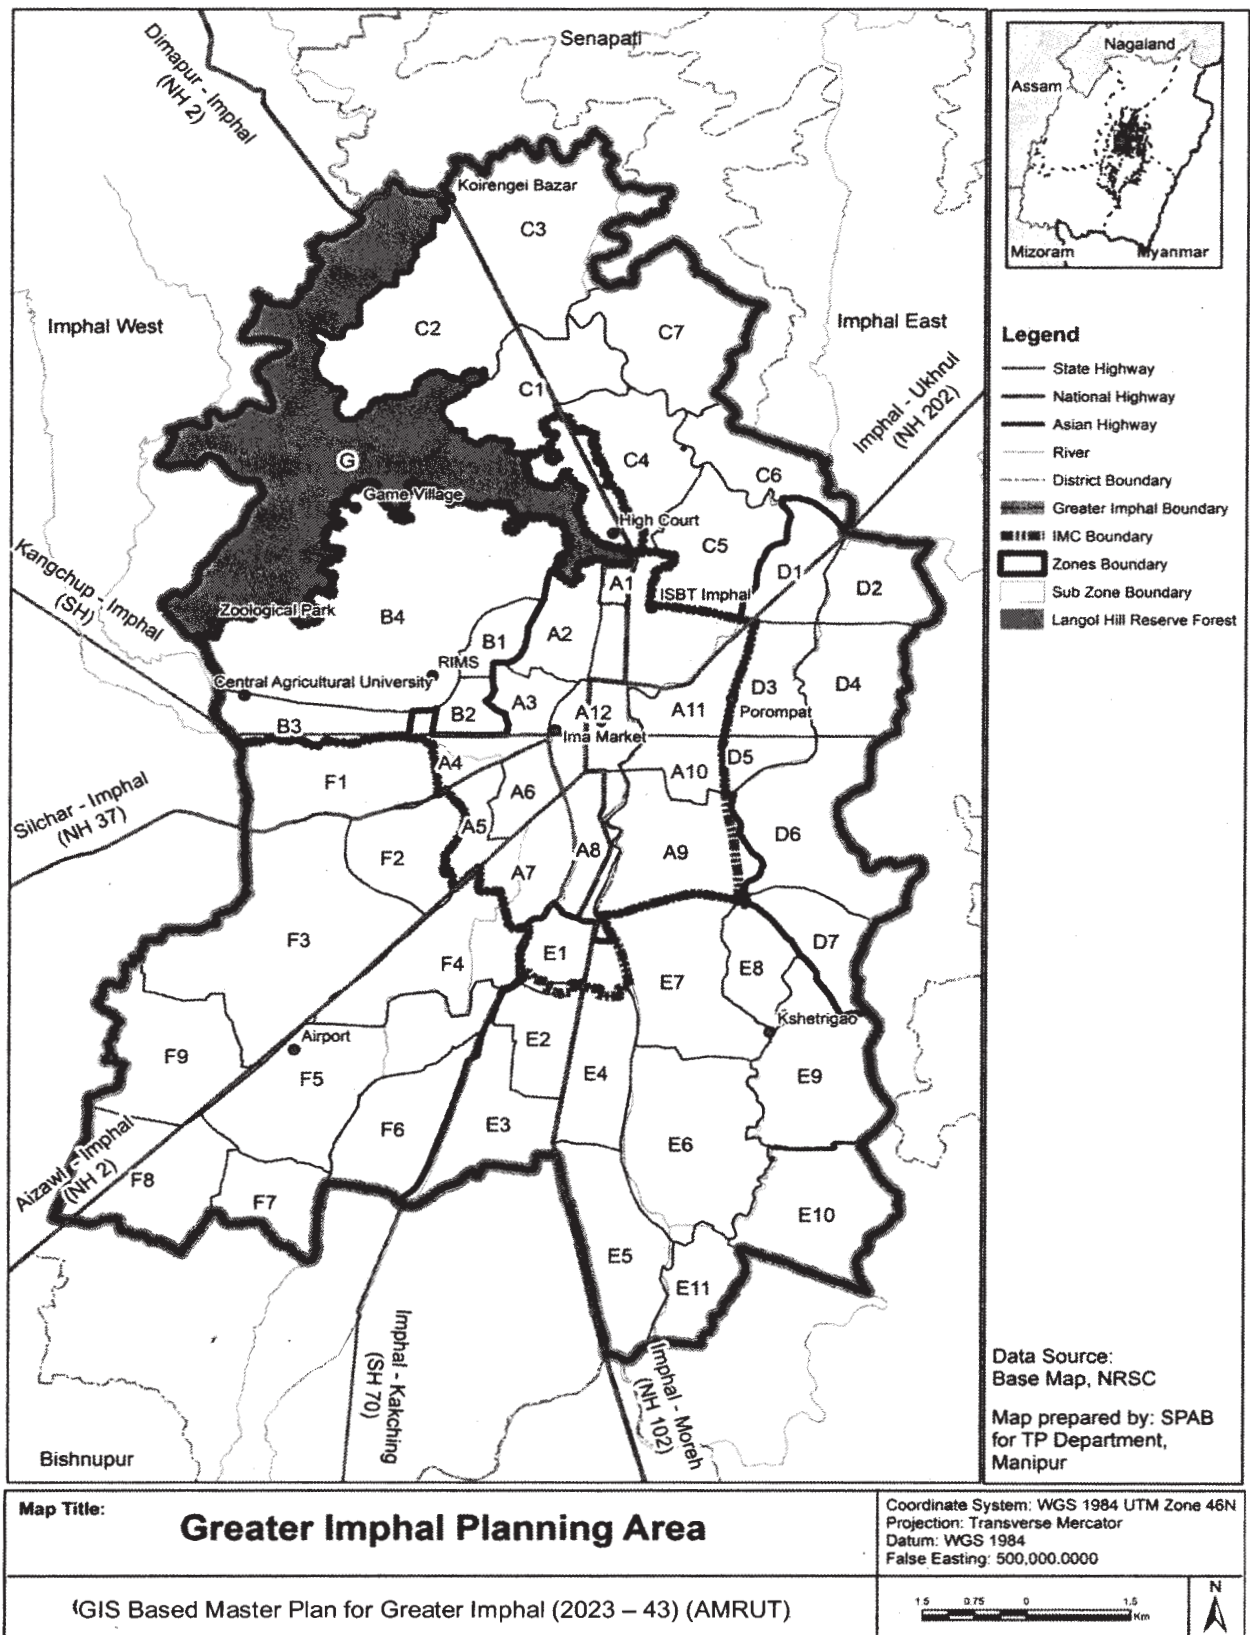 Senapati
Dimapur - Imphal
(NH 2)
Nagaland
Assam
Mizoram
Myanmar
Koirengei Bazar
C3
Imphal West
C2
C7
Imphal East
Imphal - Ukhrul
(NH 202)
C1
G
C4
C6
Game Village
High Court
C5
Kangchup - Imphal
(SH)
A1
ISBT Imphal
D1
D2
Zoological Park
B4
B1
A2
RIMS
Central Agricultural University
B2
A3
A12
A11
D3
Porompat
D4
B3
Ima Market
A4
A10
D5
F1
Silchar - Imphal
(NH 37)
A6
A5
F2
A7
A8
A9
D6
F3
F4
E1
E7
E8
D7
Kshetrigao
Airport
F9
F5
E2
E4
E9
F6
E3
E6
Aizawl - Imphal
(NH 2)
F8
F7
E10
E5
E11
Imphal - Kakching
(SH 70)
Imphal - Moreh
(NH 102)
Bishnupur
Legend
State Highway
National Highway
Asian Highway
River
District Boundary
Greater Imphal Boundary
IMC Boundary
Zones Boundary
Sub Zone Boundary
Langol Hill Reserve Forest
Data Source:
Base Map, NRSC
Map prepared by: SPAB
for TP Department,
Manipur
Map Title:
Greater Imphal Planning Area
GIS Based Master Plan for Greater Imphal (2023 – 43) (AMRUT)
Coordinate System: WGS 1984 UTM Zone 46N
Projection: Transverse Mercator
Datum: WGS 1984
False Easting: 500,000.0000
1.5 0.75 0 1.5
Km
N